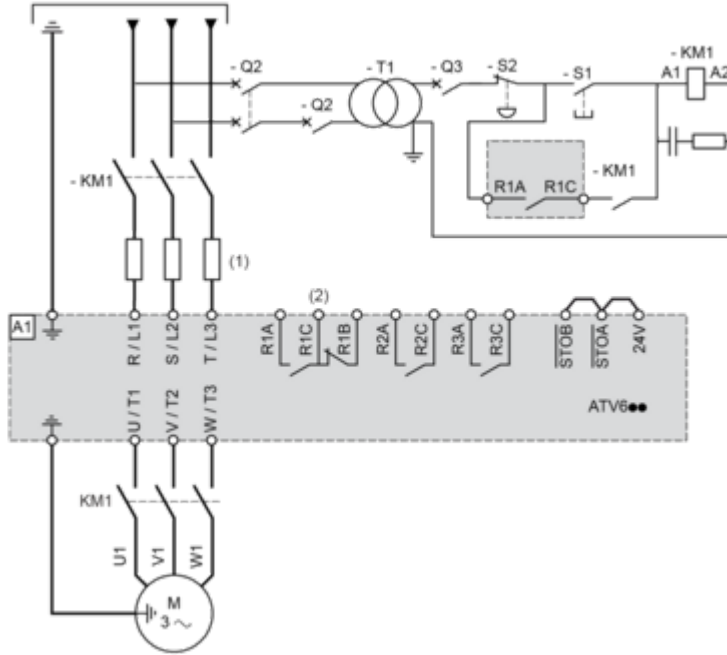 - Q2
- T1
- Q3
- S2
- S1
- KM1
A1
A2
- Q2
- KM1
- KM1
R1A
R1C
(1)
(2)
A1
R / L1
S / L2
T / L3
R1A
R1C
R1B
R2A
R2C
R3A
R3C
STOB
STOA
24V
U / T1
V / T2
W / T3
ATV6●●
KM1
U1
V1
W1
M
3 ~